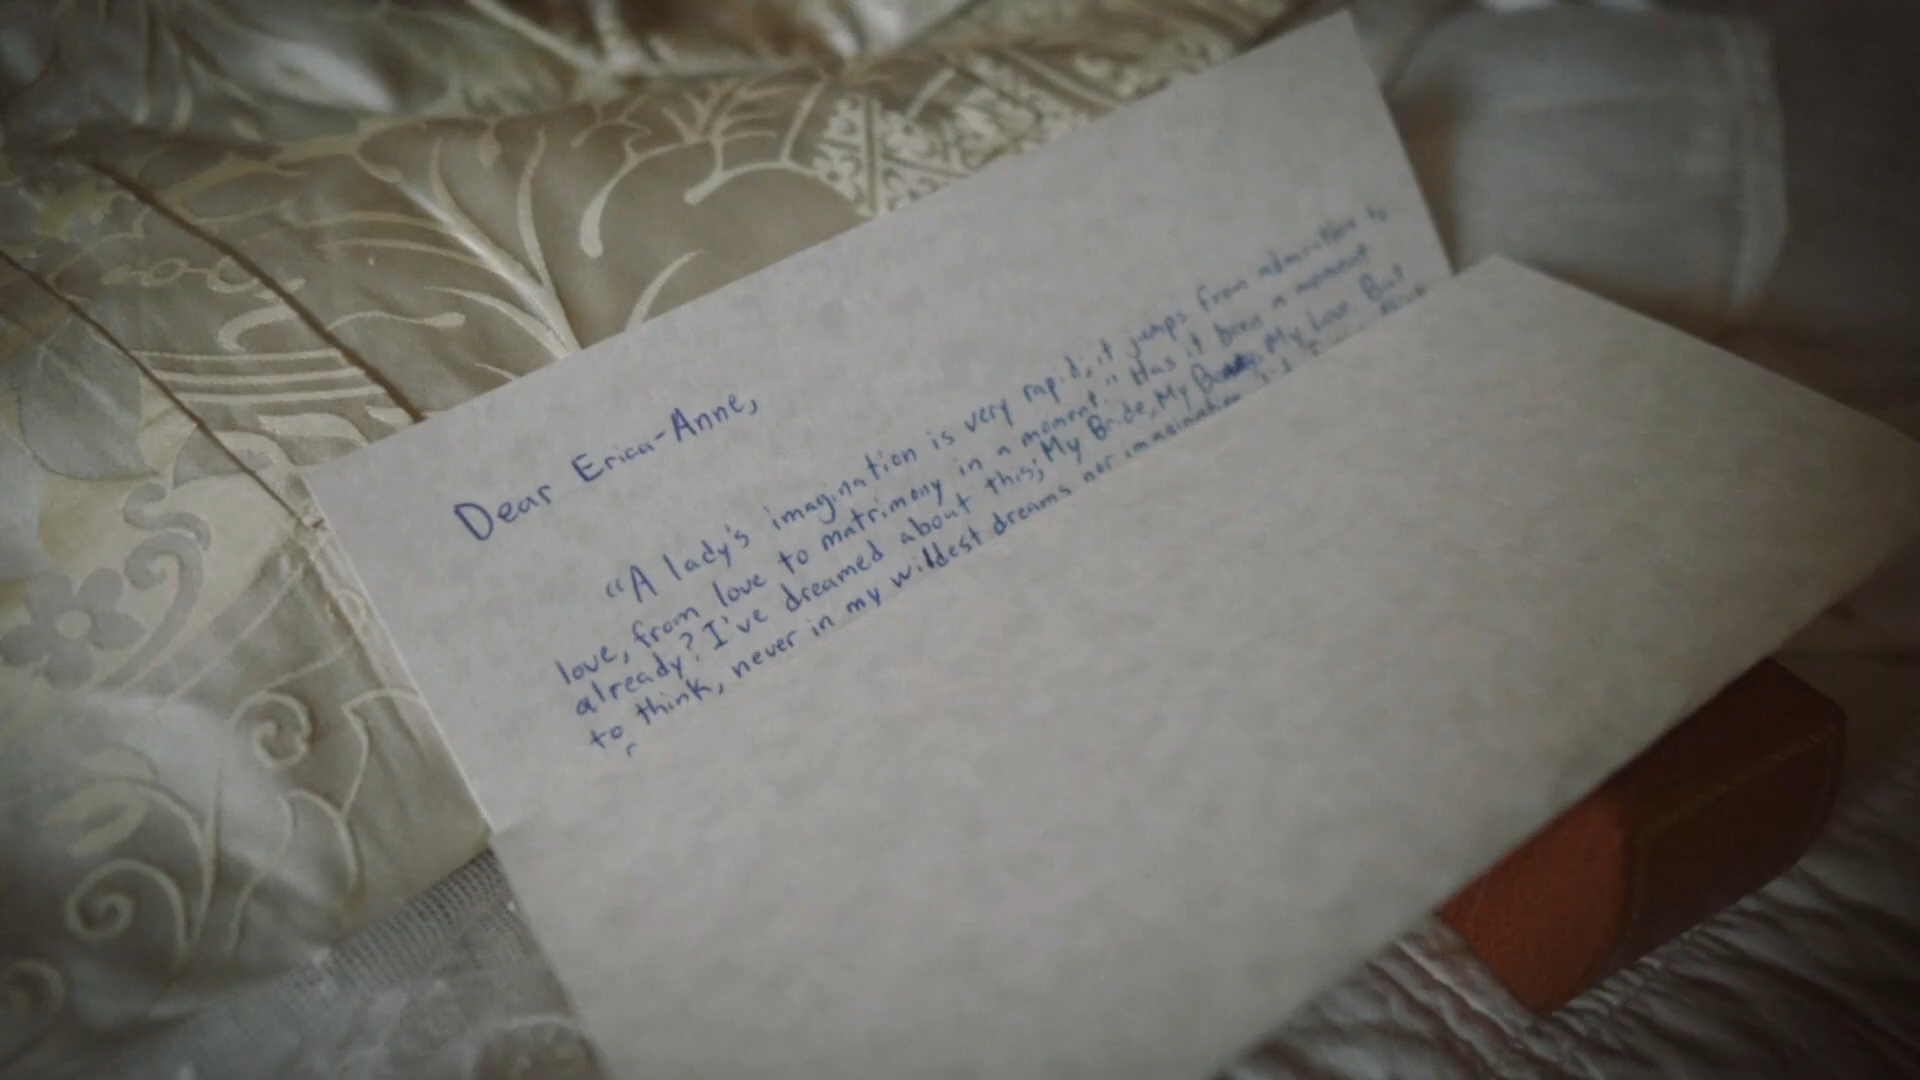 Dear Erica-Anne,
"A lady's imagination is very rapid; it jumps from admiration to
love, from love to matrimony in a moment." Has it been a moment
already? I've dreamed about this; My Bride, My My Love. But
to think, never in my wildest dreams nor imagination